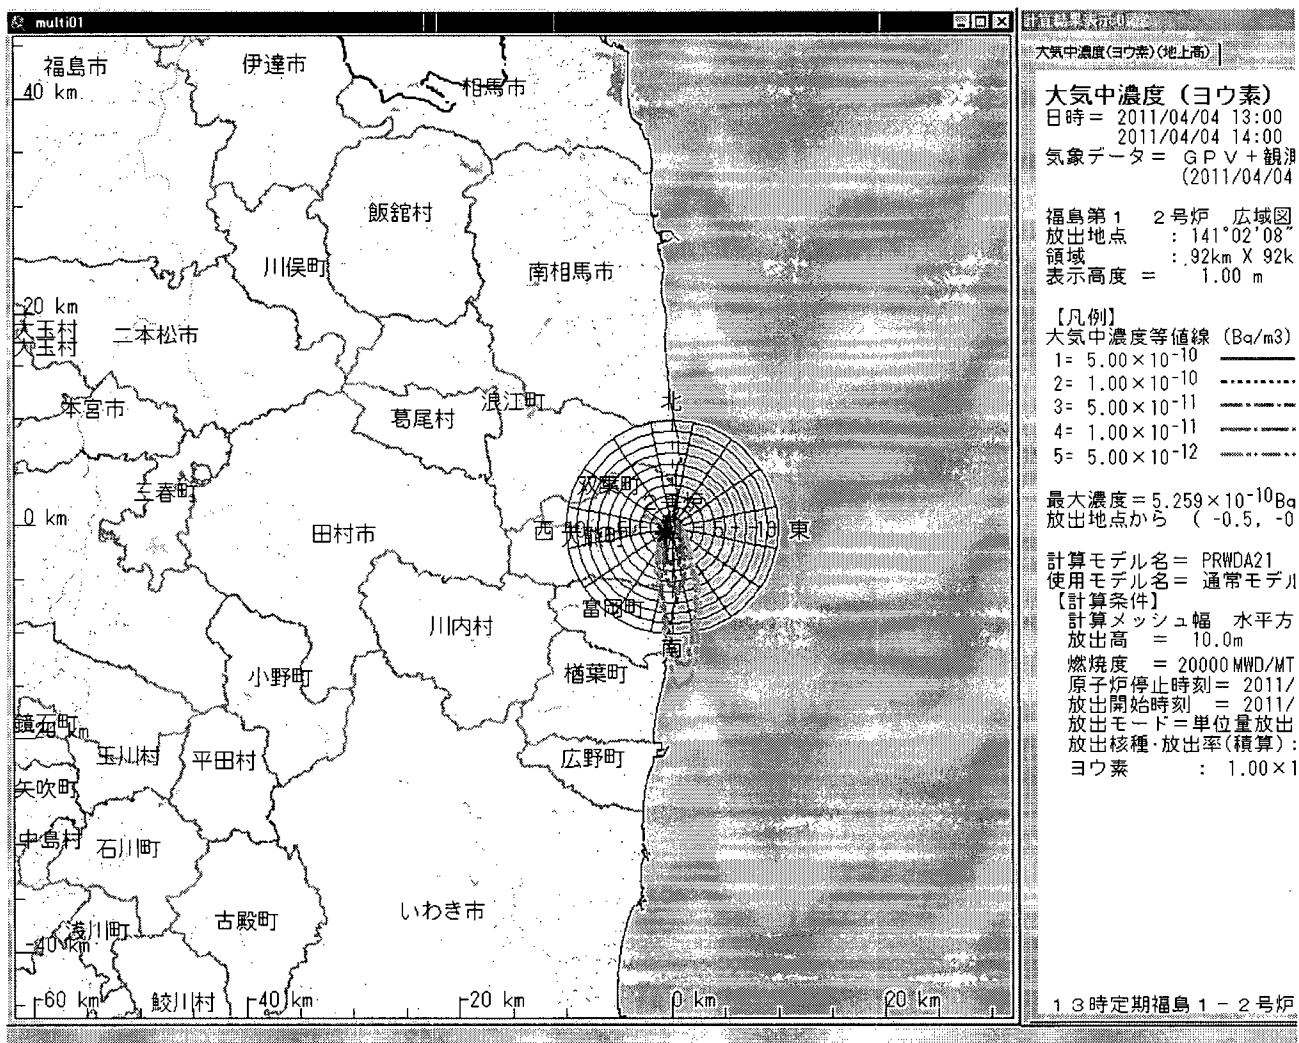 multi01
福島市
伊達市
相馬市
40 km
飯舘村
川俣町
南相馬市
20 km
大玉村
大玉村
二本松市
本宮市
葛尾村
浪江町
北
三春町
双葉町
0 km
田村市
西
10
東
富岡町
川内村
南
小野町
楢葉町
鏡石町
玉川村
平田村
広野町
矢吹町
中島村
石川町
いわき市
古殿町
浅川町
-40 km
鮫川村
-60 km
-40 km
-20 km
0 km
20 km
大気中濃度(ヨウ素)(地上高)
大気中濃度(ヨウ素)
日時= 2011/04/04 13:00
2011/04/04 14:00
気象データ= GPV+観測
(2011/04/04
福島第1 2号炉 広域図
放出地点 : 141°02'08"
領域 : 92km X 92k
表示高度 = 1.00 m
【凡例】
大気中濃度等値線 (Bq/m3)
1= 5.00×10-10
2= 1.00×10-10
3= 5.00×10-11
4= 1.00×10-11
5= 5.00×10-12
最大濃度=5.259×10-10Bq
放出地点から ( -0.5, -0
計算モデル名= PRWDA21
使用モデル名= 通常モデル
【計算条件】
計算メッシュ幅 水平方
放出高 = 10.0m
燃焼度 = 20000MWD/MT
原子炉停止時刻= 2011/
放出開始時刻 = 2011/
放出モード=単位量放出
放出核種・放出率(積算):
ヨウ素 : 1.00×1
13時定期福島1-2号炉